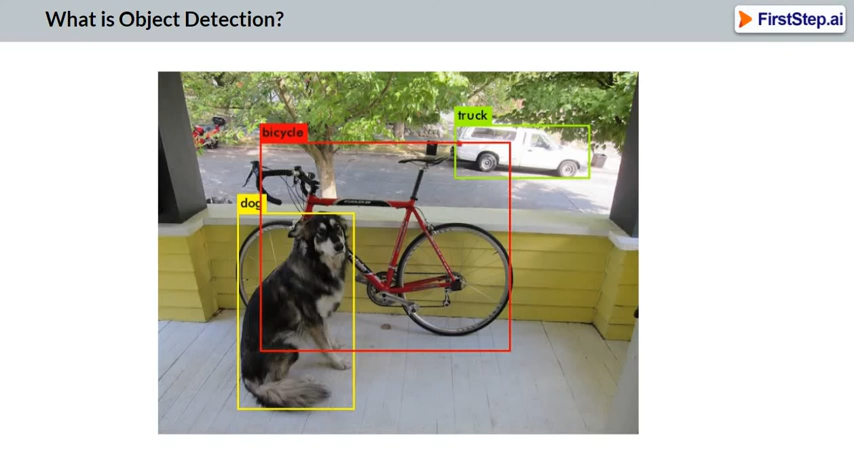 What is Object Detection?
FirstStep.ai
truck
bicycle
dog